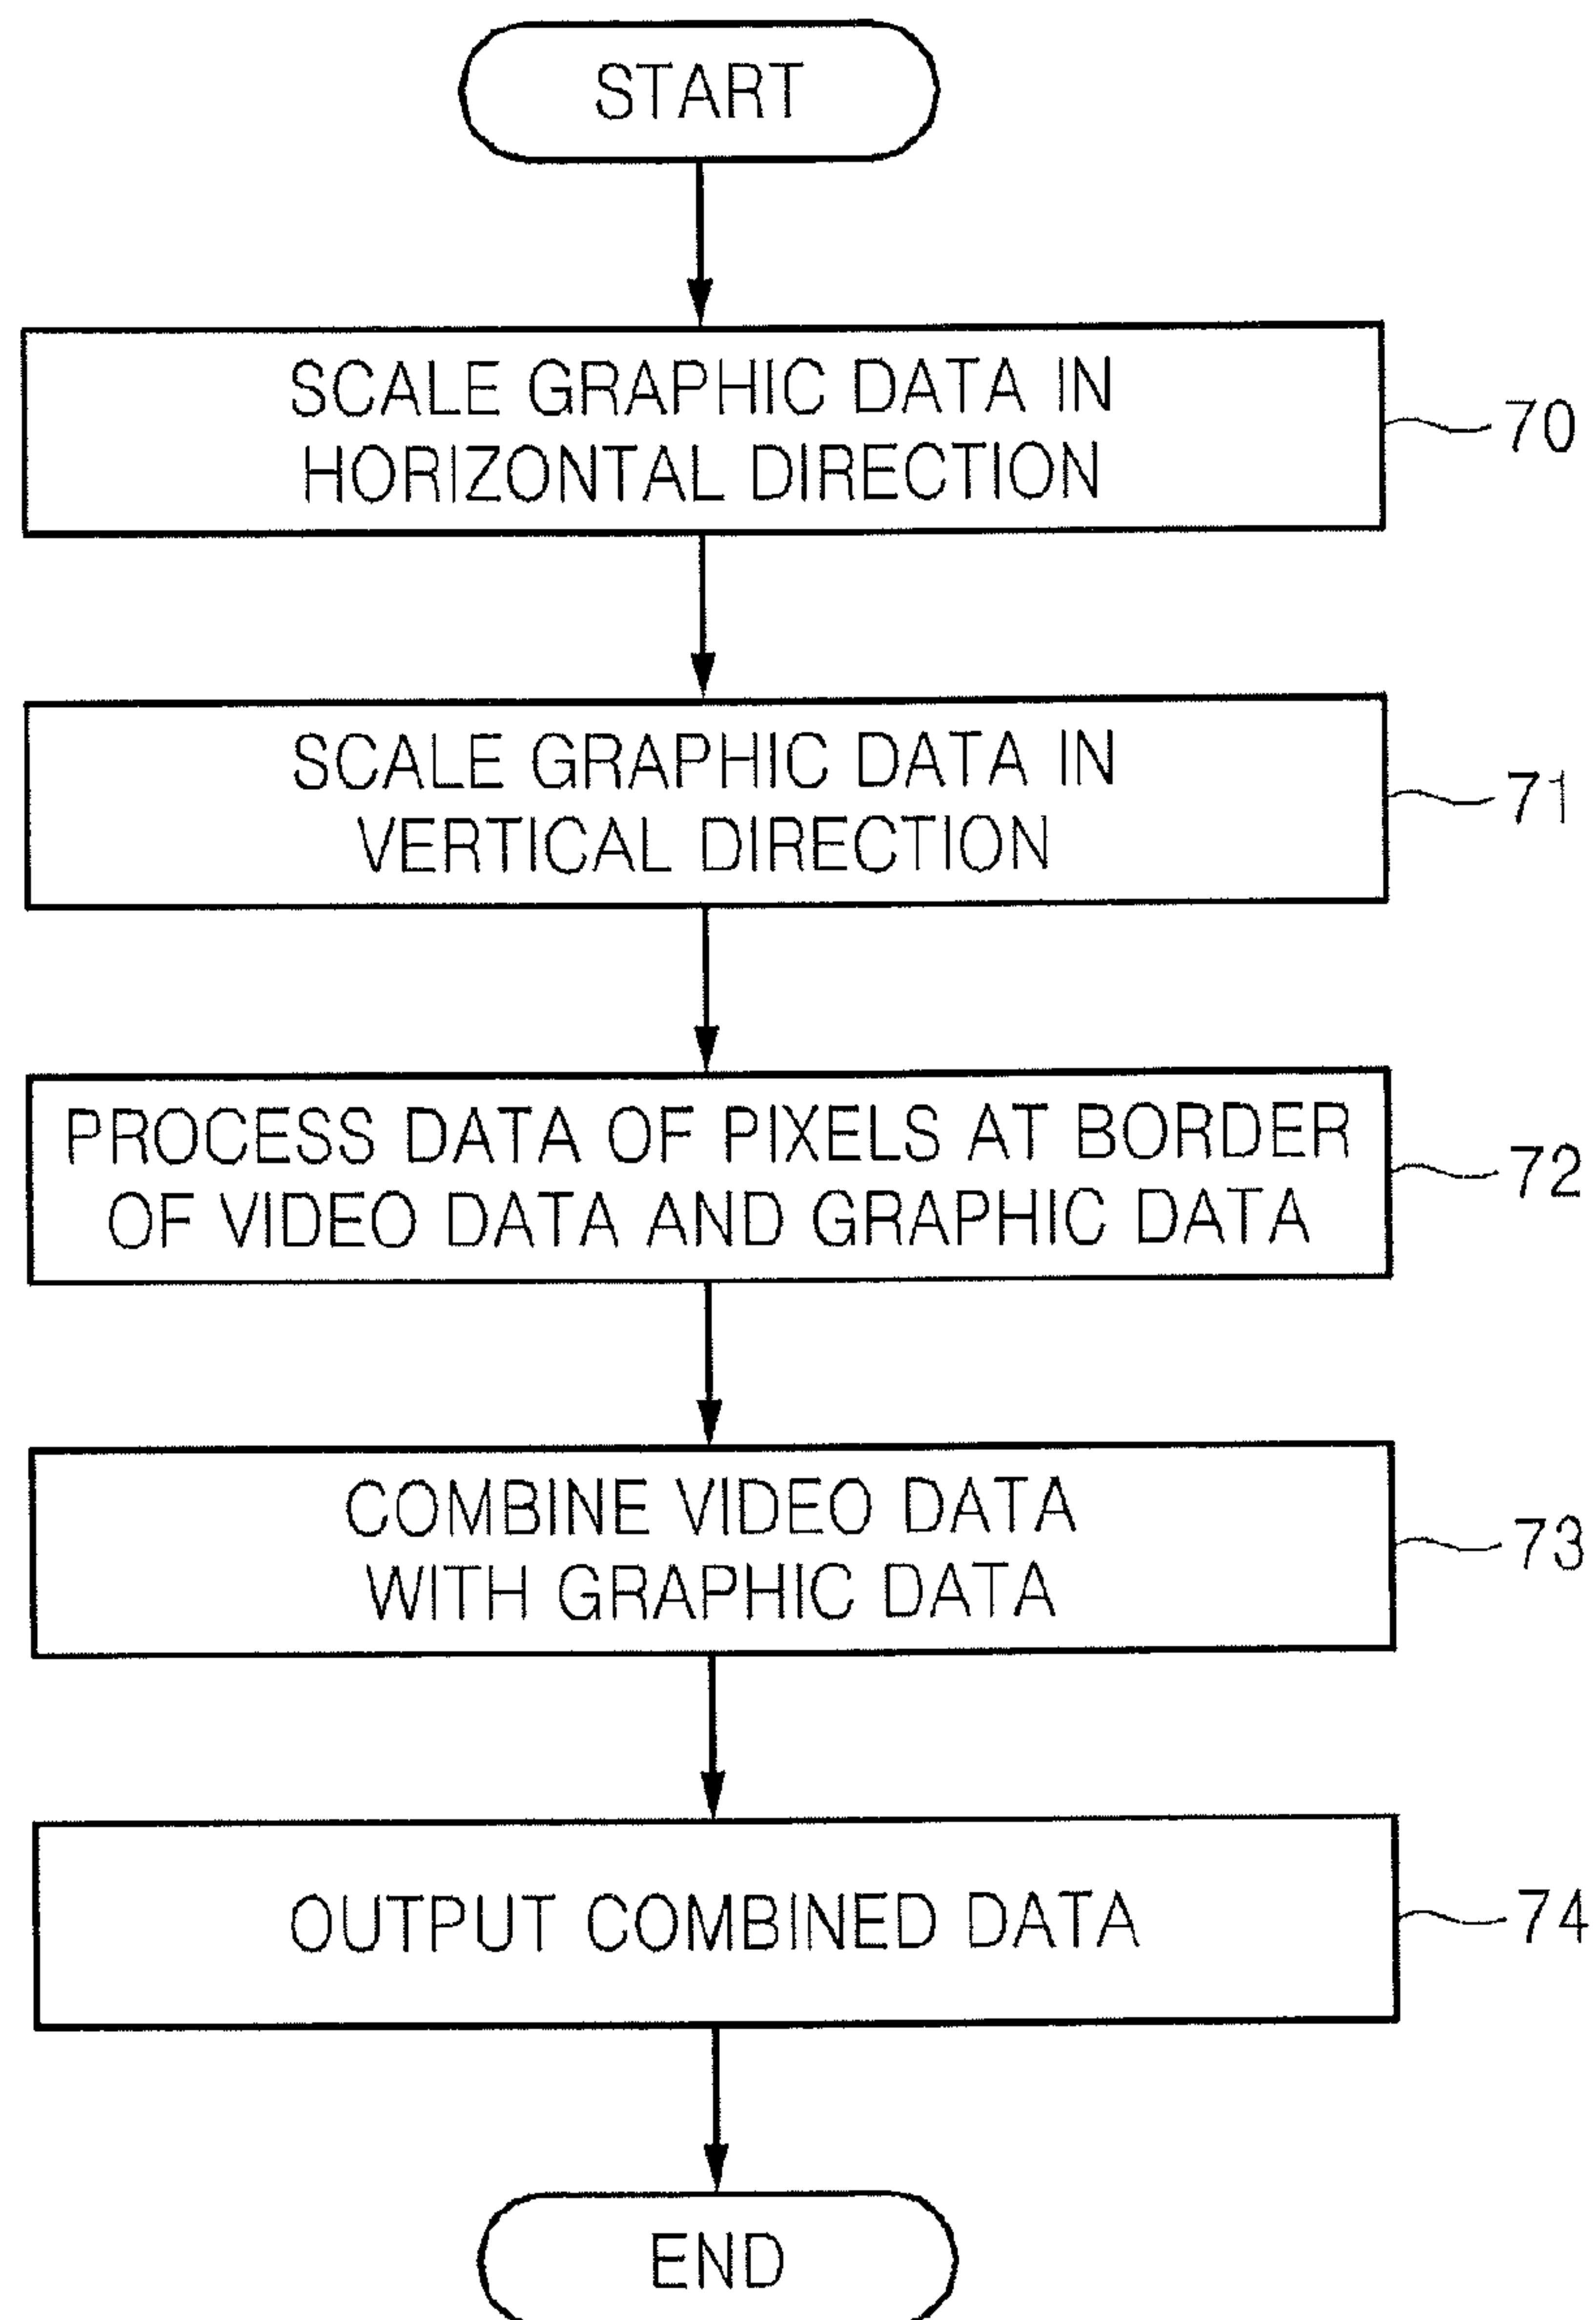 START
SCALE GRAPHIC DATA IN
HORIZONTAL DIRECTION
70
SCALE GRAPHIC DATA IN
VERTICAL DIRECTION
71
PROCESS DATA OF PIXELS AT BORDER
OF VIDEO DATA AND GRAPHIC DATA
72
COMBINE VIDEO DATA
WITH GRAPHIC DATA
73
OUTPUT COMBINED DATA
74
END